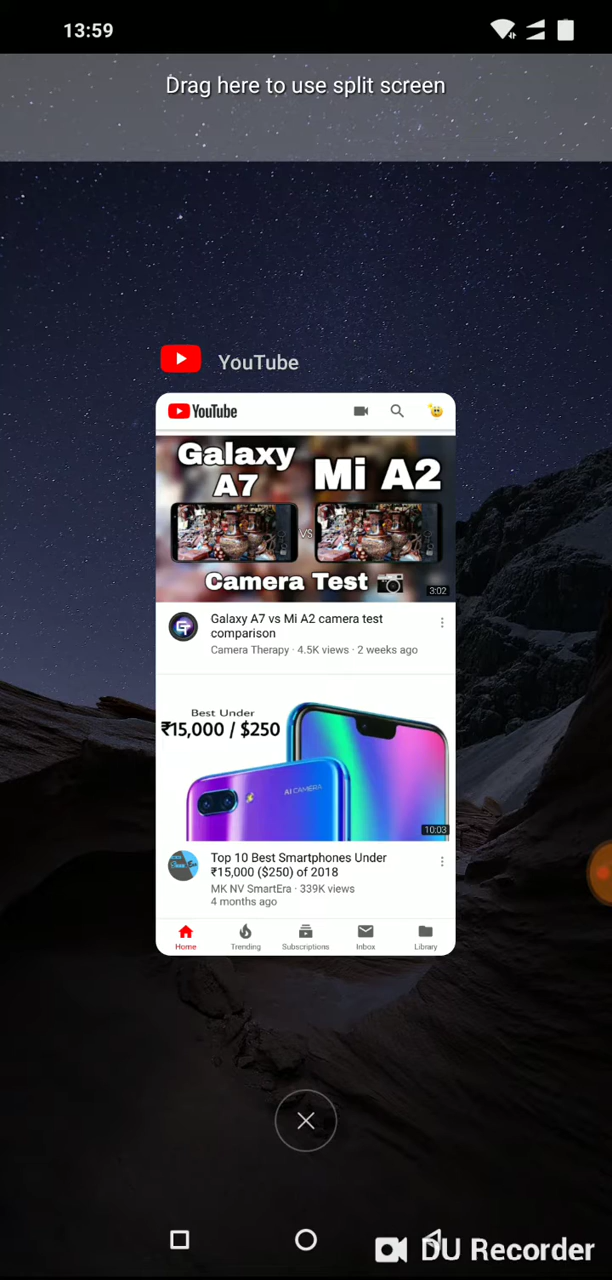 13:59
Drag here to use split screen
YouTube
YouTube
Galaxy
A7
Mi A2
VS
Camera Test
3:02
Galaxy A7 vs Mi A2 camera test
comparison
Camera Therapy · 4.5K views · 2 weeks ago
Best Under
₹15,000 / $250
AI CAMERA
10:03
Top 10 Best Smartphones Under
₹15,000 ($250) of 2018
MK NV SmartEra · 339K views
4 months ago
Home
Trending
Subscriptions
Inbox
Library
DU Recorder